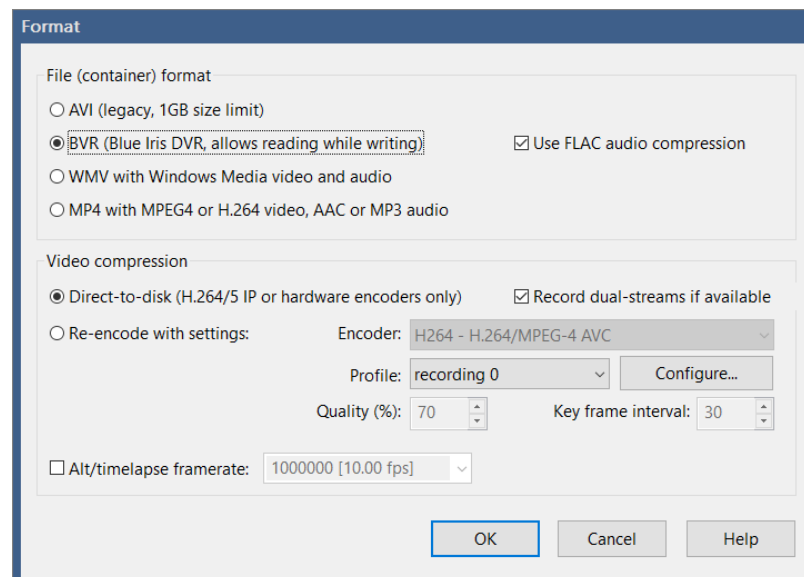 Format
File (container) format
AVI (legacy, 1GB size limit)
BVR (Blue Iris DVR, allows reading while writing) Use FLAC audio compression
WMV with Windows Media video and audio
MP4 with MPEG4 or H.264 video, AAC or MP3 audio
Video compression
Direct-to-disk (H.264/5 IP or hardware encoders only) Record dual-streams if available
Re-encode with settings: Encoder: H264 - H.264/MPEG-4 AVC
Profile: recording 0 Configure...
Quality (%): 70 Key frame interval: 30
Alt/timelapse framerate: 1000000 [10.00 fps]
OK Cancel Help